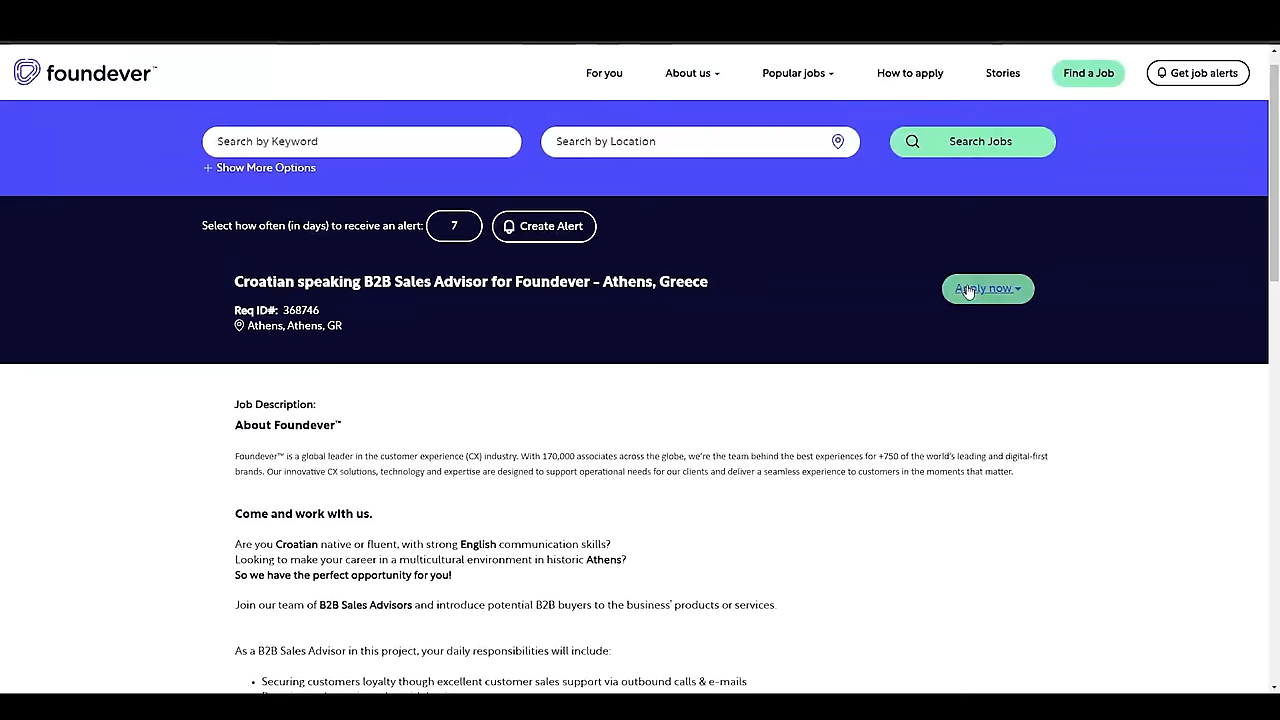 foundever™
For you
About us
Popular jobs
How to apply
Stories
Find a Job
Get job alerts
Search by Keyword
Search by Location
Search Jobs
+ Show More Options
Select how often (in days) to receive an alert:
7
Create Alert
Croatian speaking B2B Sales Advisor for Foundever – Athens, Greece
Apply now
Req ID#: 368746
Athens, Athens, GR
Job Description:
About Foundever™
Foundever™ is a global leader in the customer experience (CX) industry. With 170,000 associates across the globe, we're the team behind the best experiences for +750 of the world's leading and digital-first
brands. Our innovative CX solutions, technology and expertise are designed to support operational needs for our clients and deliver a seamless experience to customers in the moments that matter.
Come and work with us.
Are you Croatian native or fluent, with strong English communication skills?
Looking to make your career in a multicultural environment in historic Athens?
So we have the perfect opportunity for you!
Join our team of B2B Sales Advisors and introduce potential B2B buyers to the business' products or services.
As a B2B Sales Advisor in this project, your daily responsibilities will include:
• Securing customers loyalty though excellent customer sales support via outbound calls & e-mails